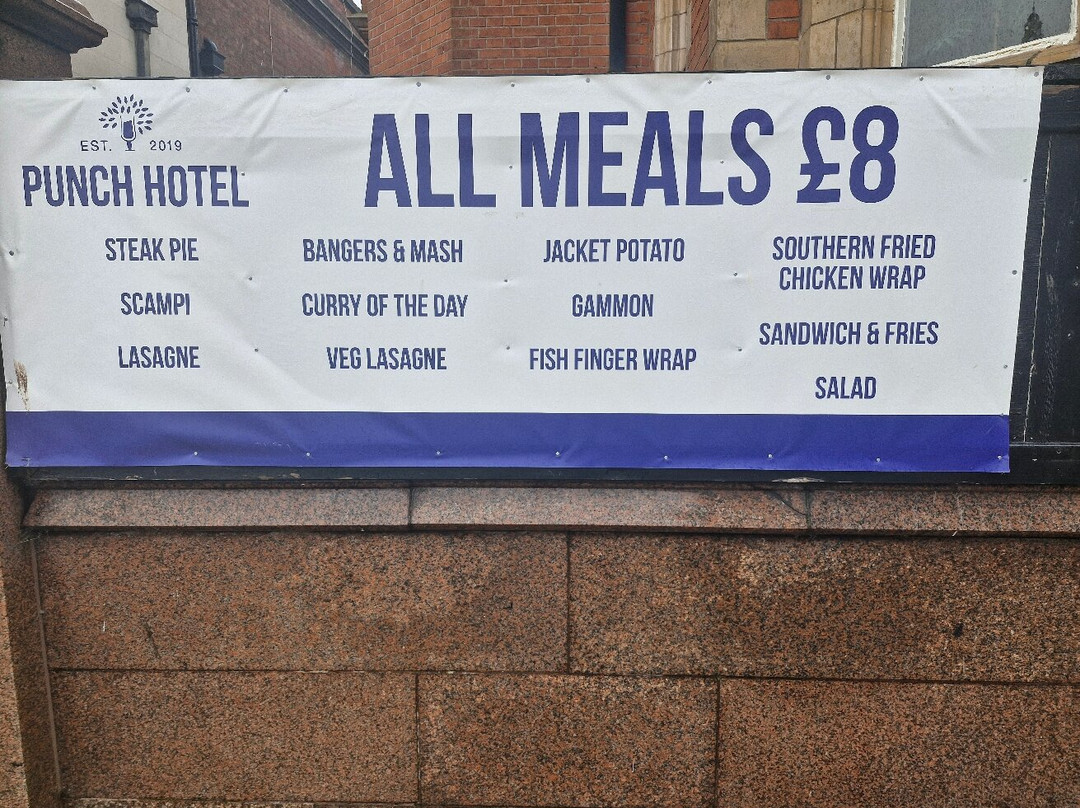 EST. 2019
PUNCH HOTEL
ALL MEALS £8
STEAK PIE
SCAMPI
LASAGNE
BANGERS & MASH
CURRY OF THE DAY
VEG LASAGNE
JACKET POTATO
GAMMON
FISH FINGER WRAP
SOUTHERN FRIED
CHICKEN WRAP
SANDWICH & FRIES
SALAD